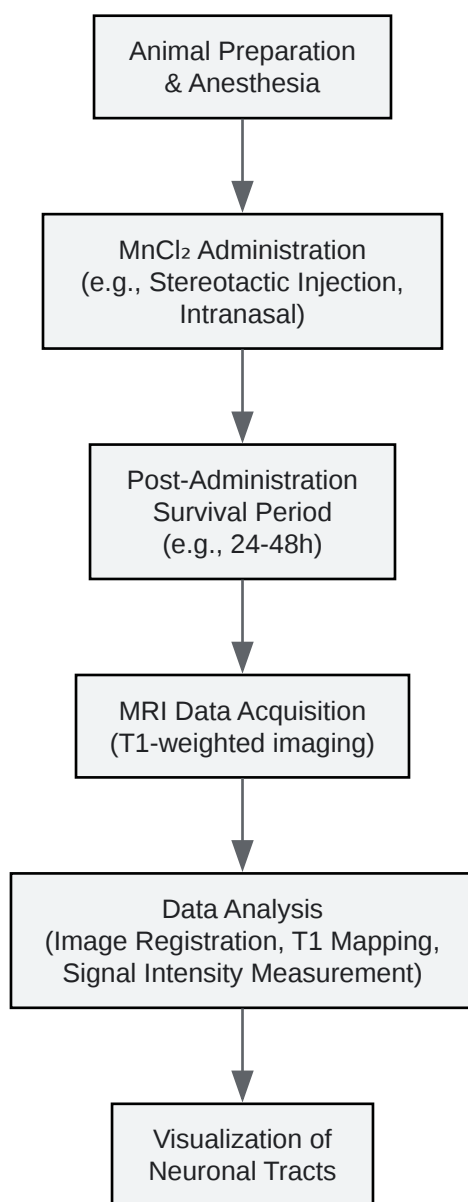 Animal Preparation
& Anesthesia
MnCl₂ Administration
(e.g., Stereotactic Injection,
Intranasal)
Post-Administration
Survival Period
(e.g., 24-48h)
MRI Data Acquisition
(T1-weighted imaging)
Data Analysis
(Image Registration, T1 Mapping,
Signal Intensity Measurement)
Visualization of
Neuronal Tracts